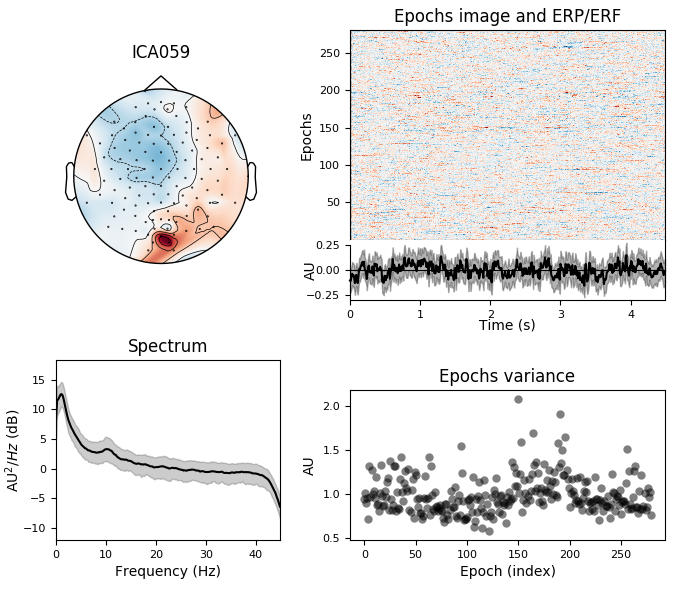 ICA059
Epochs image and ERP/ERF
Epochs
250
200
150
100
50
AU
0.25
0.00
−0.25
0 1 2 3 4
Time (s)
Spectrum
AU²/Hz (dB)
15
10
5
0
−5
−10
0 10 20 30 40
Frequency (Hz)
Epochs variance
AU
2.0
1.5
1.0
0.5
0 50 100 150 200 250
Epoch (index)